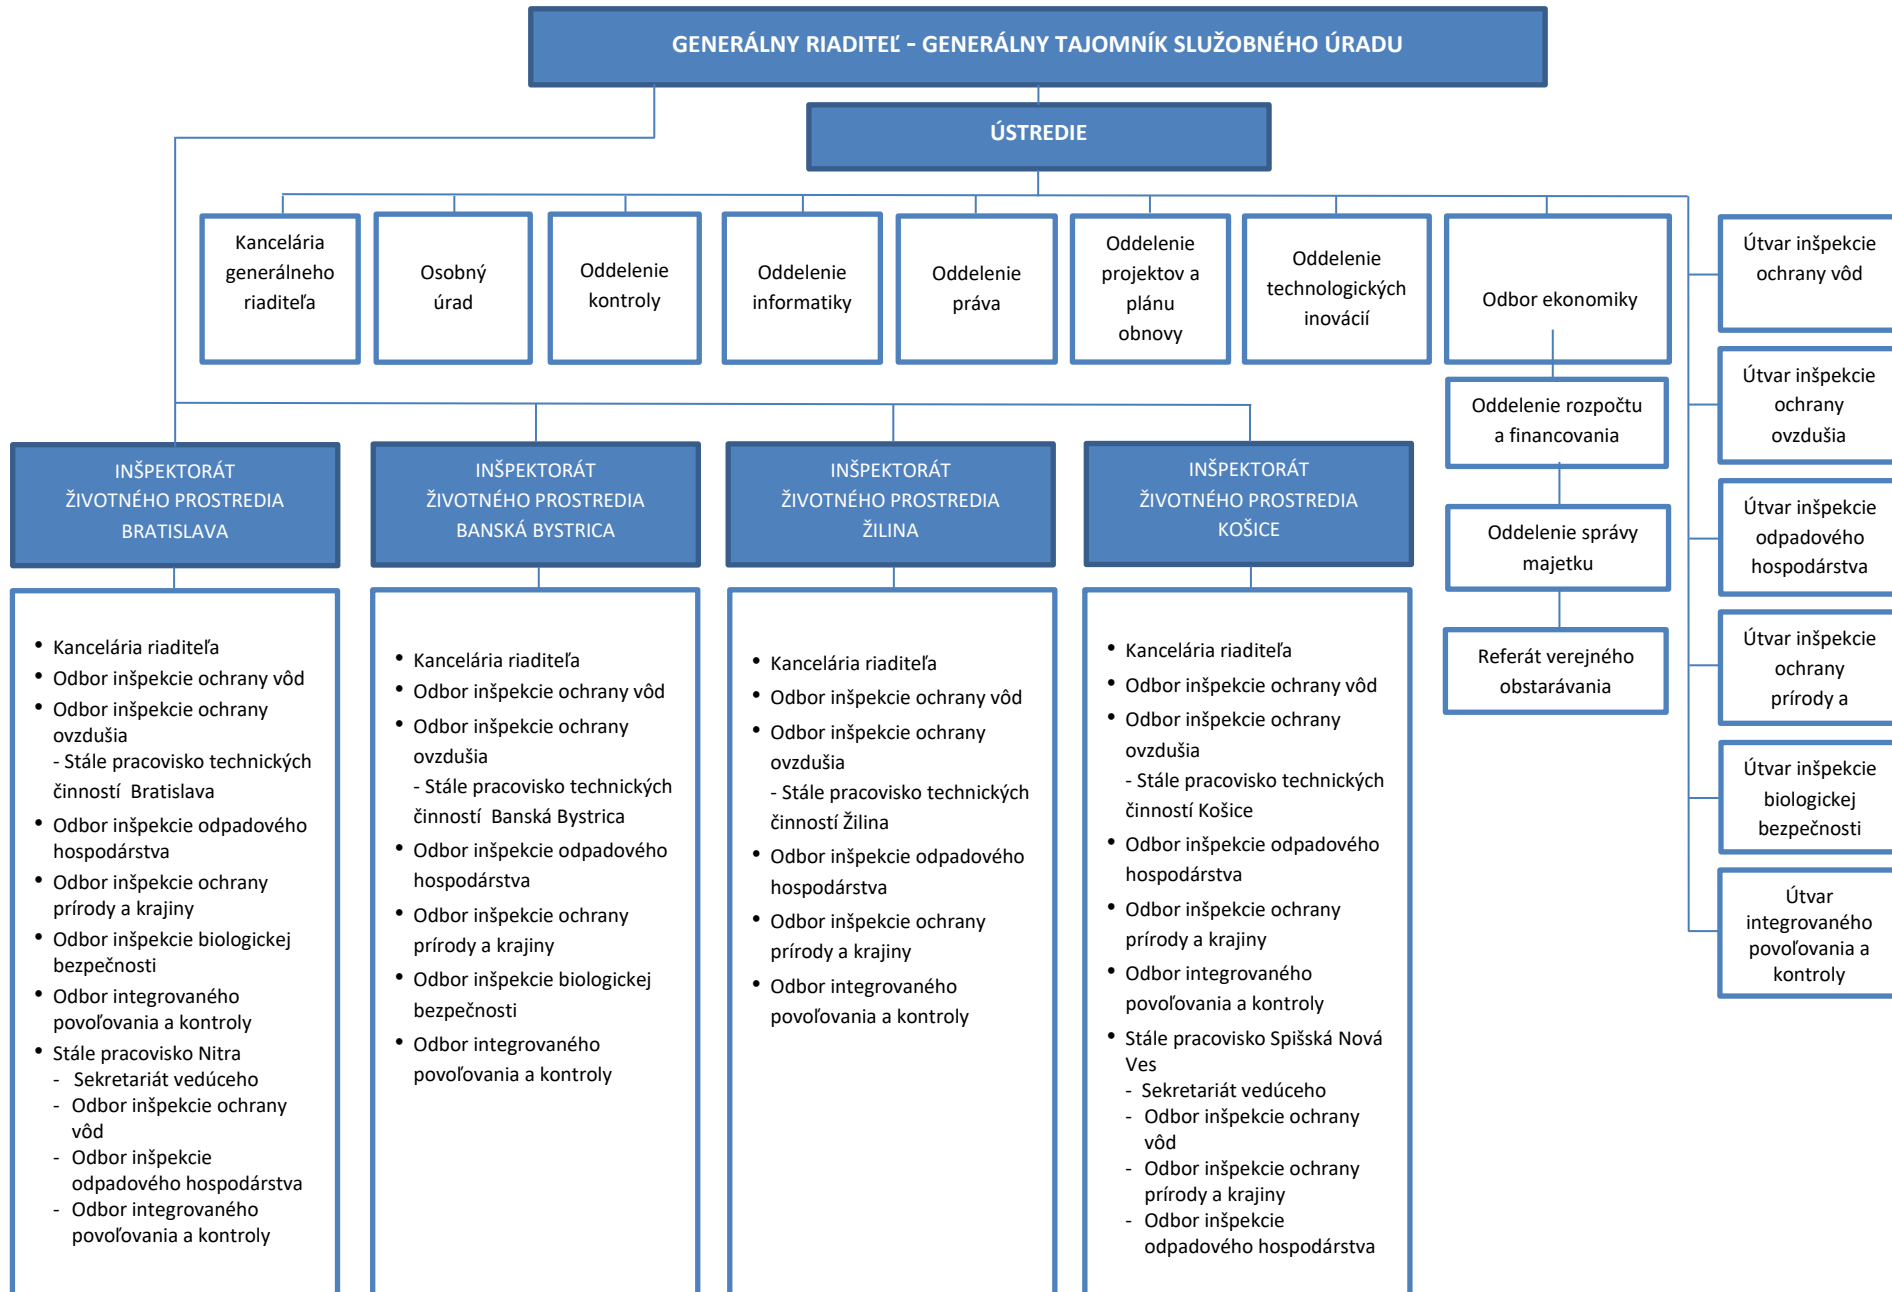 GENERÁLNY RIADITEĽ - GENERÁLNY TAJOMNÍK SLUŽOBNÉHO ÚRADU
ÚSTREDIE
Kancelária
generálneho
riaditeľa
Osobný
úrad
Oddelenie
kontroly
Oddelenie
informatiky
Oddelenie
práva
Oddelenie
projektov a
plánu
obnovy
Oddelenie
technologických
inovácií
Odbor ekonomiky
Oddelenie rozpočtu
a financovania
Oddelenie správy
majetku
Referát verejného
obstarávania
Útvar inšpekcie
ochrany vôd
Útvar inšpekcie
ochrany
ovzdušia
Útvar inšpekcie
odpadového
hospodárstva
Útvar inšpekcie
ochrany
prírody a
Útvar inšpekcie
biologickej
bezpečnosti
Útvar
integrovaného
povoľovania a
kontroly
INŠPEKTORÁT
ŽIVOTNÉHO PROSTREDIA
BRATISLAVA
• Kancelária riaditeľa
• Odbor inšpekcie ochrany vôd
• Odbor inšpekcie ochrany
ovzdušia
- Stále pracovisko technických
činností Bratislava
• Odbor inšpekcie odpadového
hospodárstva
• Odbor inšpekcie ochrany
prírody a krajiny
• Odbor inšpekcie biologickej
bezpečnosti
• Odbor integrovaného
povoľovania a kontroly
• Stále pracovisko Nitra
- Sekretariát vedúceho
- Odbor inšpekcie ochrany
vôd
- Odbor inšpekcie
odpadového hospodárstva
- Odbor integrovaného
povoľovania a kontroly
INŠPEKTORÁT
ŽIVOTNÉHO PROSTREDIA
BANSKÁ BYSTRICA
• Kancelária riaditeľa
• Odbor inšpekcie ochrany vôd
• Odbor inšpekcie ochrany
ovzdušia
- Stále pracovisko technických
činností Banská Bystrica
• Odbor inšpekcie odpadového
hospodárstva
• Odbor inšpekcie ochrany
prírody a krajiny
• Odbor inšpekcie biologickej
bezpečnosti
• Odbor integrovaného
povoľovania a kontroly
INŠPEKTORÁT
ŽIVOTNÉHO PROSTREDIA
ŽILINA
• Kancelária riaditeľa
• Odbor inšpekcie ochrany vôd
• Odbor inšpekcie ochrany
ovzdušia
- Stále pracovisko technických
činností Žilina
• Odbor inšpekcie odpadového
hospodárstva
• Odbor inšpekcie ochrany
prírody a krajiny
• Odbor integrovaného
povoľovania a kontroly
INŠPEKTORÁT
ŽIVOTNÉHO PROSTREDIA
KOŠICE
• Kancelária riaditeľa
• Odbor inšpekcie ochrany vôd
• Odbor inšpekcie ochrany
ovzdušia
- Stále pracovisko technických
činností Košice
• Odbor inšpekcie odpadového
hospodárstva
• Odbor inšpekcie ochrany
prírody a krajiny
• Odbor integrovaného
povoľovania a kontroly
• Stále pracovisko Spišská Nová
Ves
- Sekretariát vedúceho
- Odbor inšpekcie ochrany
vôd
- Odbor inšpekcie ochrany
prírody a krajiny
- Odbor inšpekcie
odpadového hospodárstva